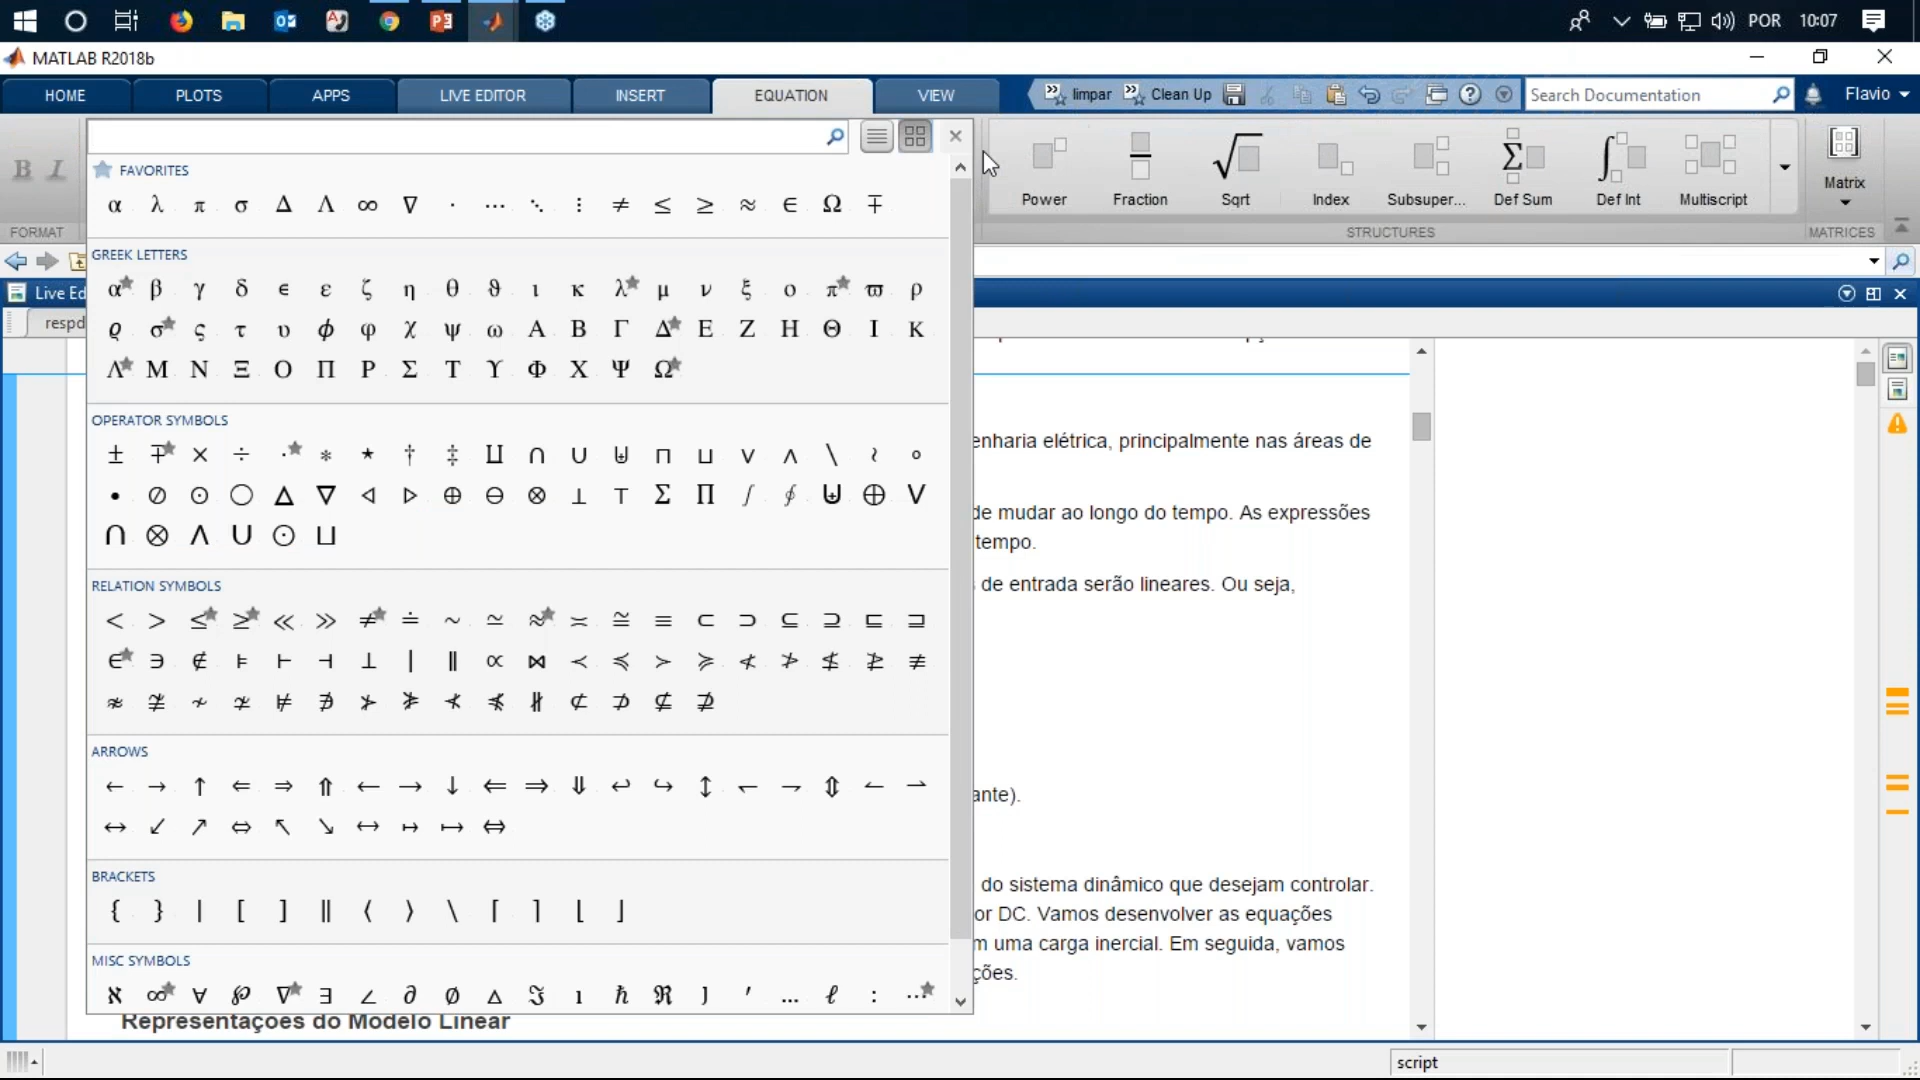 POR 10:07
MATLAB R2018b
HOME PLOTS APPS LIVE EDITOR INSERT EQUATION VIEW limpar Clean Up Search Documentation Flavio
B I
FORMAT
FAVORITES
α λ π σ Δ Λ ∞ ∇ · ⋯ ⋱ ⋮ ≠ ≤ ≥ ≈ ∈ Ω ∓
Power Fraction Sqrt Index Subsuper... Def Sum Def Int Multiscript Matrix
STRUCTURES MATRICES
GREEK LETTERS
α β γ δ ϵ ε ζ η θ ϑ ι κ λ μ ν ξ ο π ϖ ρ
ϱ σ ς τ υ ϕ φ χ ψ ω Α Β Γ Δ Ε Ζ Η Θ Ι Κ
Λ Μ Ν Ξ Ο Π Ρ Σ Τ ϒ Φ Χ Ψ Ω
Live Ed
respd
OPERATOR SYMBOLS
± ∓ × ÷ · ∗ ⋆ † ‡ ∐ ∩ ∪ ⊎ ⊓ ⊔ ∨ ∧ \ ≀ ∘
• ⊘ ⊙ ◯ △ ▽ ◃ ▹ ⊕ ⊖ ⊗ ⊥ ⊤ Σ Π ∫ ∮ ⨄ ⨁ ⋁
⋂ ⨂ ⋀ ⋃ ⨀ ⊔
RELATION SYMBOLS
< > ≤ ≥ ≪ ≫ ≠ ≐ ∼ ≃ ≈ ≍ ≅ ≡ ⊂ ⊃ ⊆ ⊇ ⊑ ⊒
∈ ∋ ∉ ⊧ ⊢ ⊣ ⊥ ∣ ∥ ∝ ⋈ ≺ ≼ ≻ ≽ ≮ ≯ ≰ ≱ ≢
≉ ≇ ≁ ≄ ⊭ ∌ ⊁ ⋡ ⊀ ⋠ ∦ ⊄ ⊅ ⊈ ⊉
ARROWS
← → ↑ ⇐ ⇒ ⇑ ⟵ ⟶ ↓ ⟸ ⟹ ⇓ ↩ ↪ ↕ ↽ ⇁ ⇕ ↼ ⇀
↔ ↙ ↗ ⇔ ↖ ↘ ⟷ ↦ ⟼ ⟺
BRACKETS
{ } | [ ] ‖ ⟨ ⟩ \ ⌈ ⌉ ⌊ ⌋
MISC SYMBOLS
ℵ ∞ ∀ ℘ ∇ ∃ ∠ ∂ ∅ △ ℑ ı ℏ ℜ ȷ ′ … ℓ : ⋯
enharia elétrica, principalmente nas áreas de
de mudar ao longo do tempo. As expressões
tempo.
de entrada serão lineares. Ou seja,
ante).
do sistema dinâmico que desejam controlar.
or DC. Vamos desenvolver as equações
m uma carga inercial. Em seguida, vamos
ções.
Representações do Modelo Linear
script